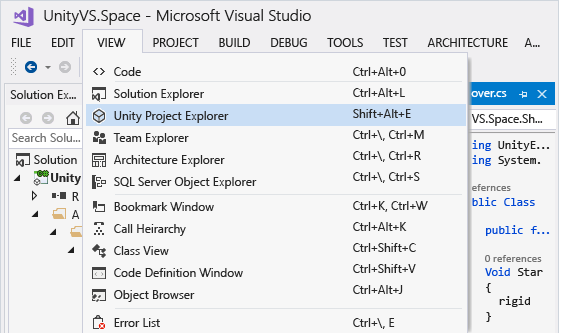 UnityVS.Space - Microsoft Visual Studio
FILE EDIT VIEW PROJECT BUILD DEBUG TOOLS TEST ARCHITECTURE A...
Solution Ex...
Search Solu...
Solution
Unity
R
A
Code Ctrl+Alt+0
Solution Explorer Ctrl+Alt+L
Unity Project Explorer Shift+Alt+E
Team Explorer Ctrl+\, Ctrl+M
Architecture Explorer Ctrl+\, Ctrl+R
SQL Server Object Explorer Ctrl+\, Ctrl+S
Bookmark Window Ctrl+K, Ctrl+W
Call Heirarchy Ctrl+Alt+K
Class View Ctrl+Shift+C
Code Definition Window Ctrl+Shift+V
Object Browser Ctrl+Alt+J
Error List Ctrl+\, E
over.cs
VS.Space.Sh...
ing UnityE...
ing System.
efernces
blic Class
public f...
0 references
Void Star
{
rigid
}